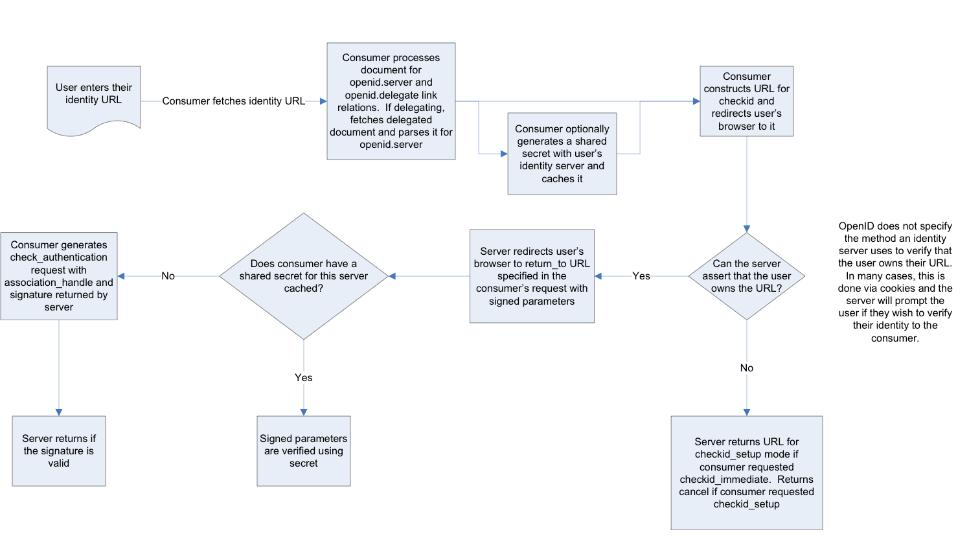 User enters their
identity URL
Consumer fetches identity URL
Consumer processes
document for
openid.server and
openid.delegate link
relations.  If delegating,
fetches delegated
document and parses it for
openid.server
Consumer optionally
generates a shared
secret with user's
identity server and
caches it
Consumer
constructs URL for
checkid and
redirects user's
browser to it
Can the server
assert that the user
owns the URL?
OpenID does not specify
the method an identity
server uses to verify that
the user owns their URL.
In many cases, this is
done via cookies and the
server will prompt the
user if they wish to verify
their identity to the
consumer.
Yes
Server redirects user's
browser to return_to URL
specified in the
consumer's request with
signed parameters
Does consumer have a
shared secret for this server
cached?
No
Consumer generates
check_authentication
request with
association_handle and
signature returned by
server
Yes
No
Server returns if
the signature is
valid
Signed parameters
are verified using
secret
Server returns URL for
checkid_setup mode if
consumer requested
checkid_immediate.  Returns
cancel if consumer requested
checkid_setup